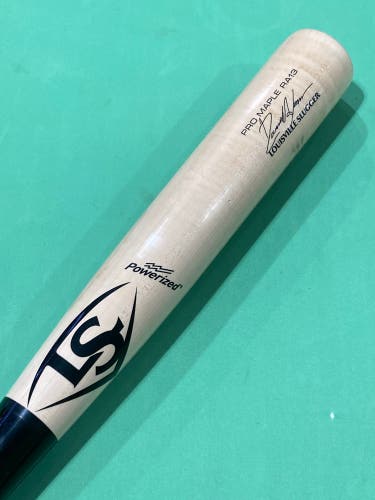 PRO MAPLE RA13
LOUISVILLE SLUGGER
Powerized
LS